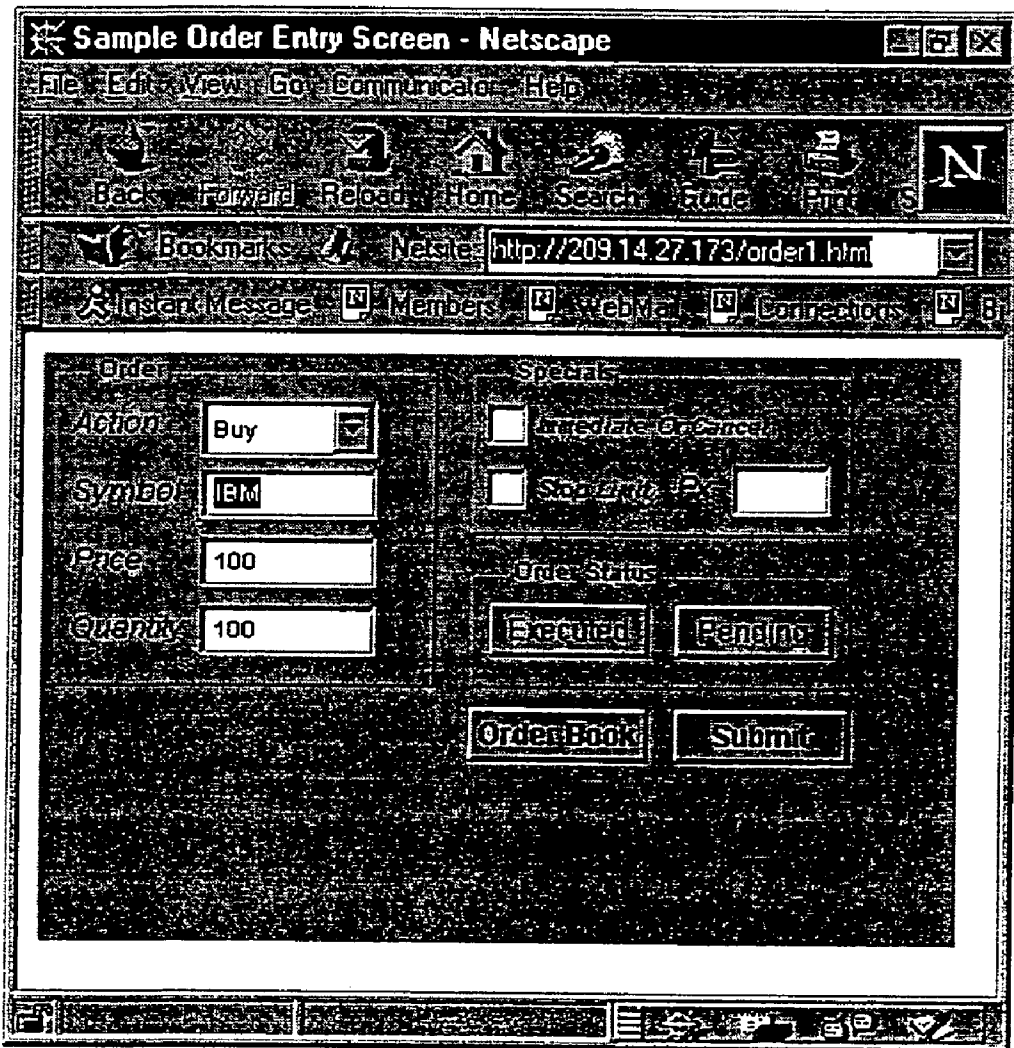 Sample Order Entry Screen - Netscape
File Edit View Go Communicator Help
Back Forward Reload Home Search Guide Print S
N
Bookmarks Netsite: http://209.14.27.173/order1.html
Instant Message Members WebMail Connections
Order
Action Buy
Symbol IBM
Price 100
Quantity 100
Specials
Immediate Or Cancel
Stop Limit Px
Order Status
Executed Pending
Order Book Submit